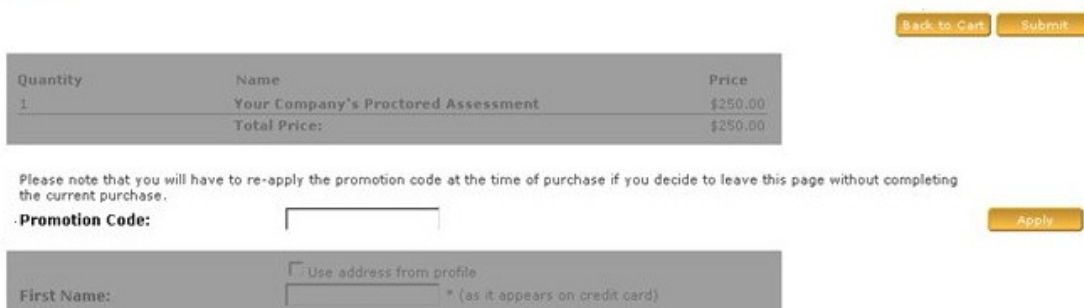 Back to Cart Submit
Quantity Name Price
1 Your Company's Proctored Assessment $250.00
Total Price: $250.00
Please note that you will have to re-apply the promotion code at the time of purchase if you decide to leave this page without completing
the current purchase.
Promotion Code: Apply
Use address from profile
First Name: * (as it appears on credit card)